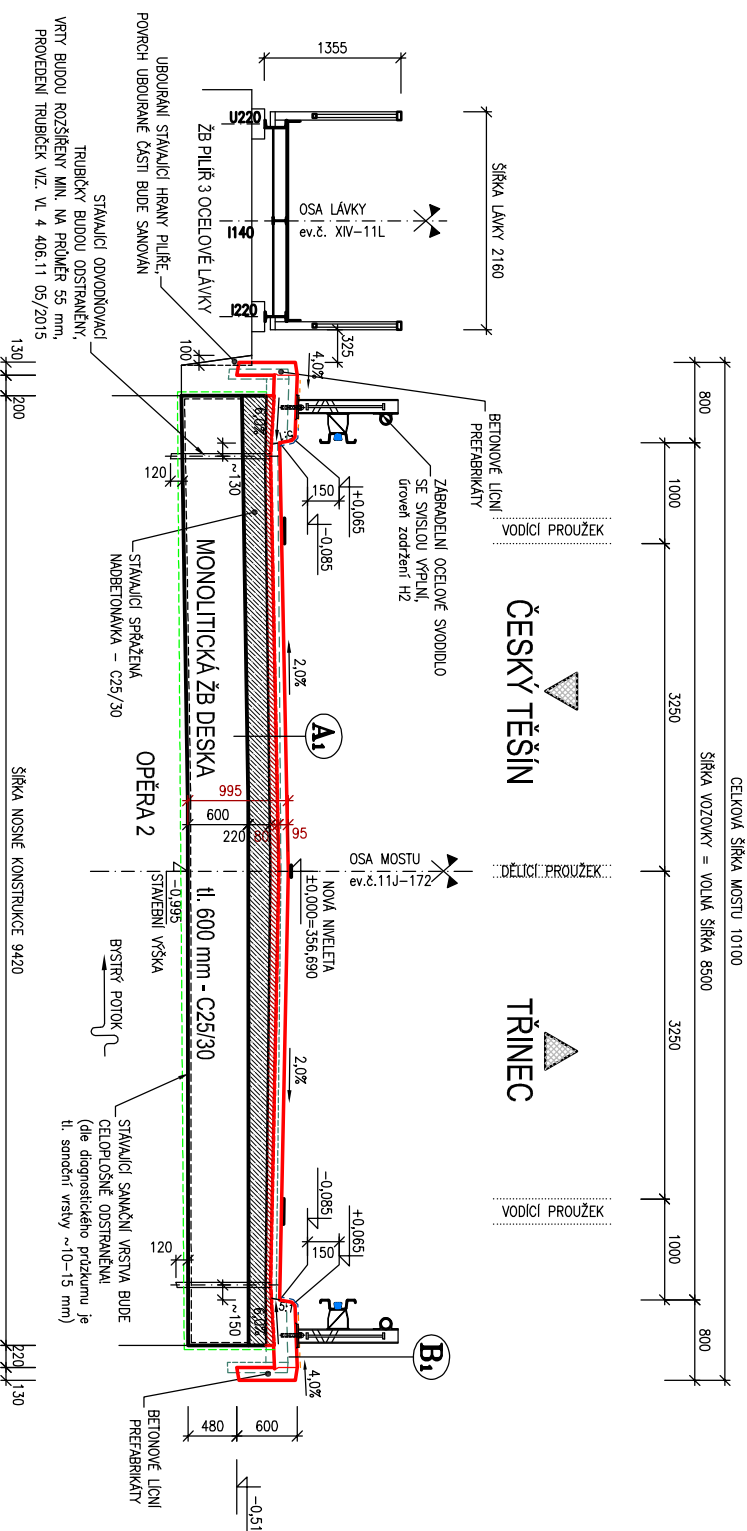 CELKOVÁ ŠÍŘKA MOSTU 10100
ŠÍŘKA VOZOVKY = VOLNÁ ŠÍŘKA 8500
800
1000
3250
3250
1000
800
VODÍCÍ PROUŽEK
DĚLÍCÍ PROUŽEK
VODÍCÍ PROUŽEK
ČESKÝ TĚŠÍN
TŘINEC
ŠÍŘKA LÁVKY 2160
1355
OSA LÁVKY
ev.č. XIV-11L
U220
I140
I220
325
ŽB PILÍŘ 3 OCELOVÉ LÁVKY
UBOURÁNÍ STÁVAJÍCÍ HRANY PILÍŘE,
POVRCH UBOURANÉ ČÁSTI BUDE SANOVÁN
STÁVAJÍCÍ ODVODŇOVACÍ
TRUBIČKY BUDOU ODSTRANĚNY,
VRTY BUDOU ROZŠÍŘENY MIN. NA PRŮMĚR 55 mm,
PROVEDENÍ TRUBIČEK VIZ. VL 4 406.11 05/2015
BETONOVÉ LÍCNÍ
PREFABRIKÁTY
ZÁBRADELNÍ OCELOVÉ SVODIDLO
SE SVISLOU VÝPLNÍ,
úroveň zadržení H2
4,0%
6,0%
5:1
150
+0,065
-0,085
100
~130
120
2,0%
A1
OSA MOSTU
ev.č.11J-172
NOVÁ NIVELETA
±0,000=356,690
2,0%
-0,085
+0,065
150
5:1
6,0%
4,0%
B1
~150
120
STÁVAJÍCÍ SPŘAŽENÁ
NADBETONÁVKA - C25/30
MONOLITICKÁ ŽB DESKA
tl. 600 mm - C25/30
995
600
220
80
95
OPĚRA 2
-0,995
STAVEBNÍ VÝŠKA
BYSTRÝ POTOK
STÁVAJÍCÍ SANAČNÍ VRSTVA BUDE
CELOPLOŠNĚ ODSTRANĚNA!
(dle diagnostického průzkumu je
tl. sanační vrstvy ~10-15 mm)
BETONOVÉ LÍCNÍ
PREFABRIKÁTY
480
600
-0,51
130
200
ŠÍŘKA NOSNÉ KONSTRUKCE 9420
220
130